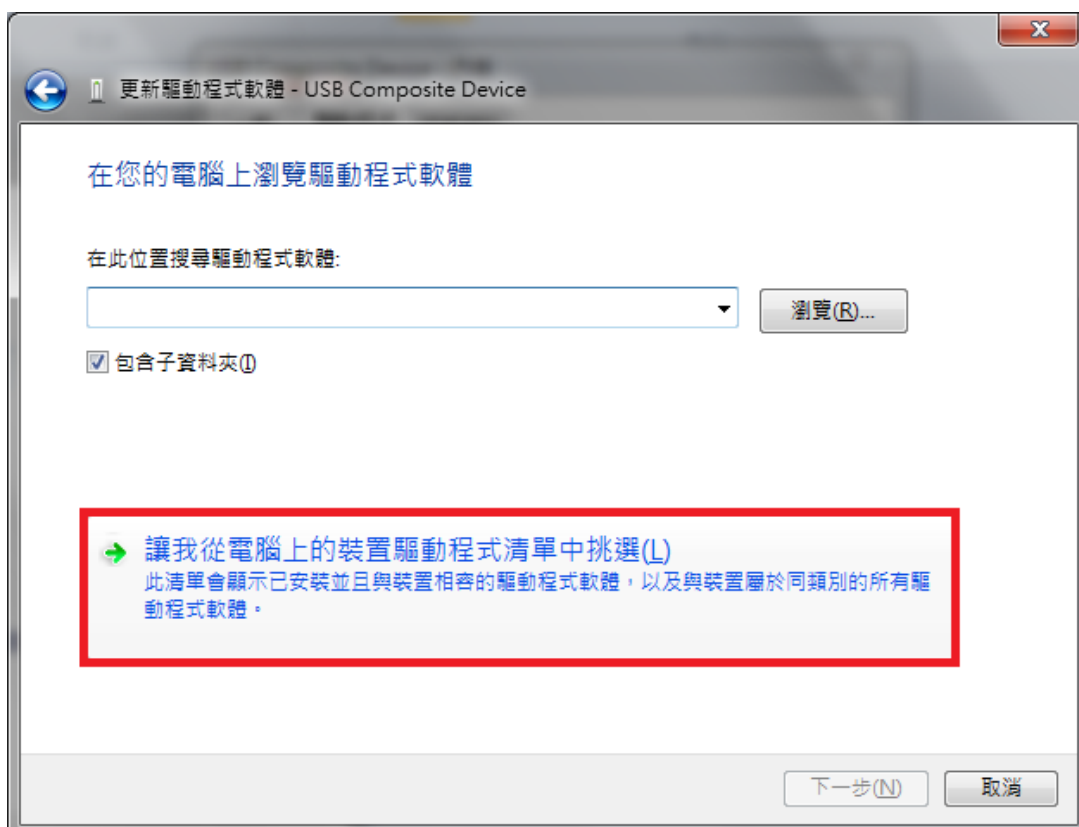 更新驅動程式軟體 - USB Composite Device
在您的電腦上瀏覽驅動程式軟體
在此位置搜尋驅動程式軟體:
瀏覽(R)...
包含子資料夾(I)
讓我從電腦上的裝置驅動程式清單中挑選(L)
此清單會顯示已安裝並且與裝置相容的驅動程式軟體，以及與裝置屬於同類別的所有驅
動程式軟體。
下一步(N)
取消